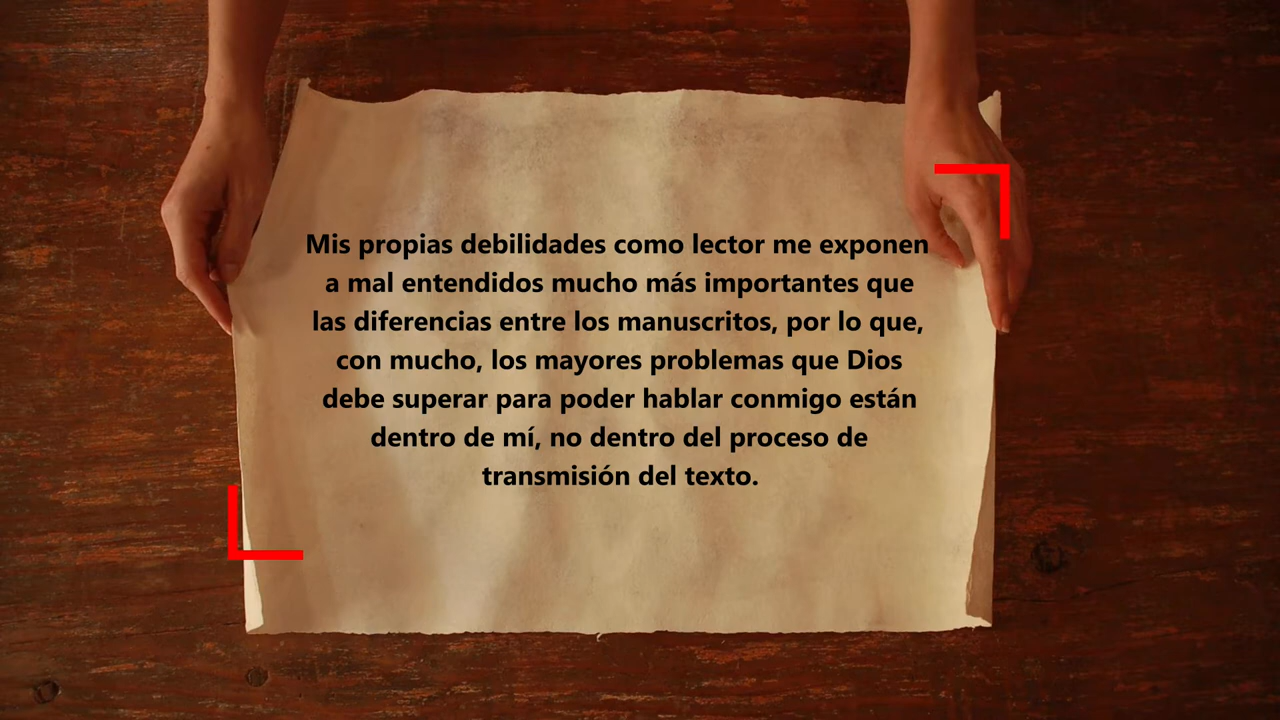 Mis propias debilidades como lector me exponen
a mal entendidos mucho más importantes que
las diferencias entre los manuscritos, por lo que,
con mucho, los mayores problemas que Dios
debe superar para poder hablar conmigo están
dentro de mí, no dentro del proceso de
transmisión del texto.